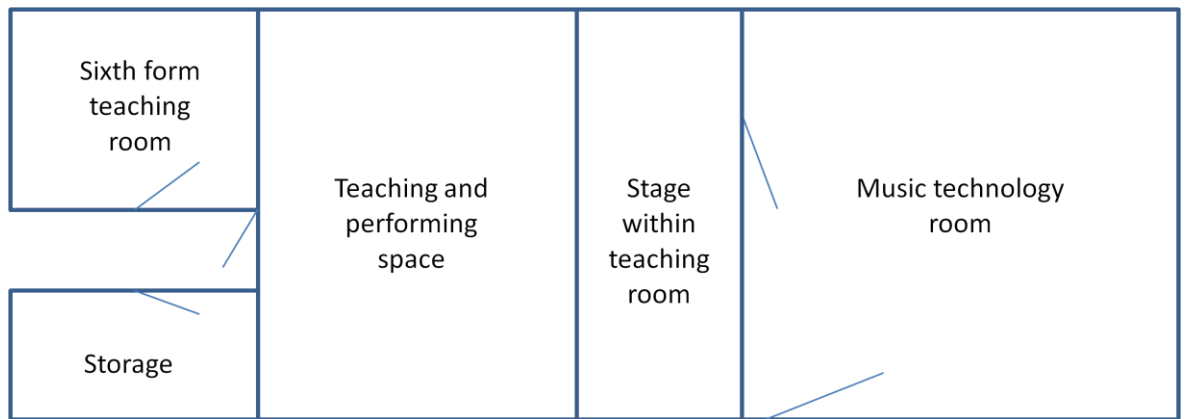 Sixth form
teaching
room
Teaching and
performing
space
Stage
within
teaching
room
Music technology
room
Storage